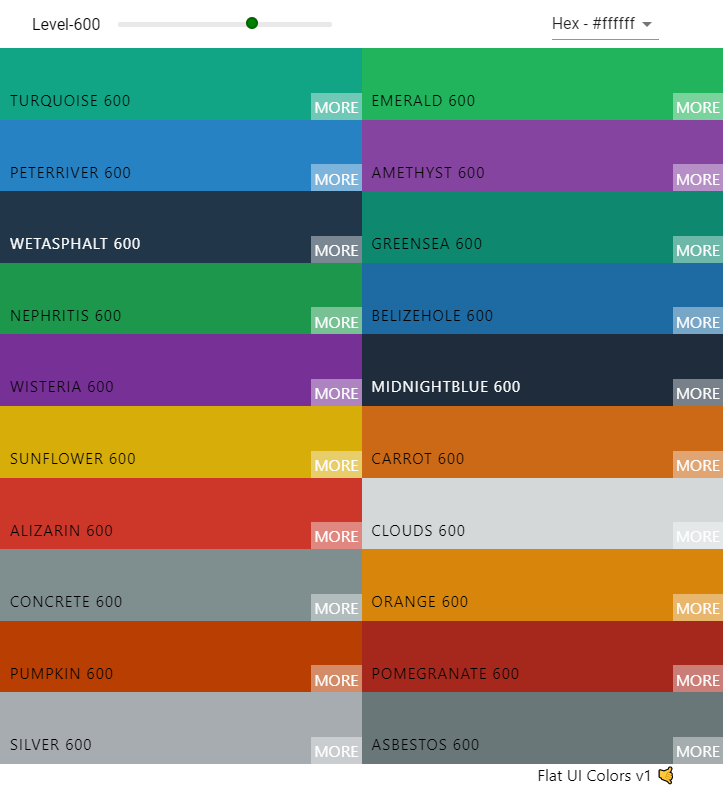 Level-600 Hex - #ffffff
TURQUOISE 600 MORE EMERALD 600 MORE
PETERRIVER 600 MORE AMETHYST 600 MORE
WETASPHALT 600 MORE GREENSEA 600 MORE
NEPHRITIS 600 MORE BELIZEHOLE 600 MORE
WISTERIA 600 MORE MIDNIGHTBLUE 600 MORE
SUNFLOWER 600 MORE CARROT 600 MORE
ALIZARIN 600 MORE CLOUDS 600 MORE
CONCRETE 600 MORE ORANGE 600 MORE
PUMPKIN 600 MORE POMEGRANATE 600 MORE
SILVER 600 MORE ASBESTOS 600 MORE
Flat UI Colors v1